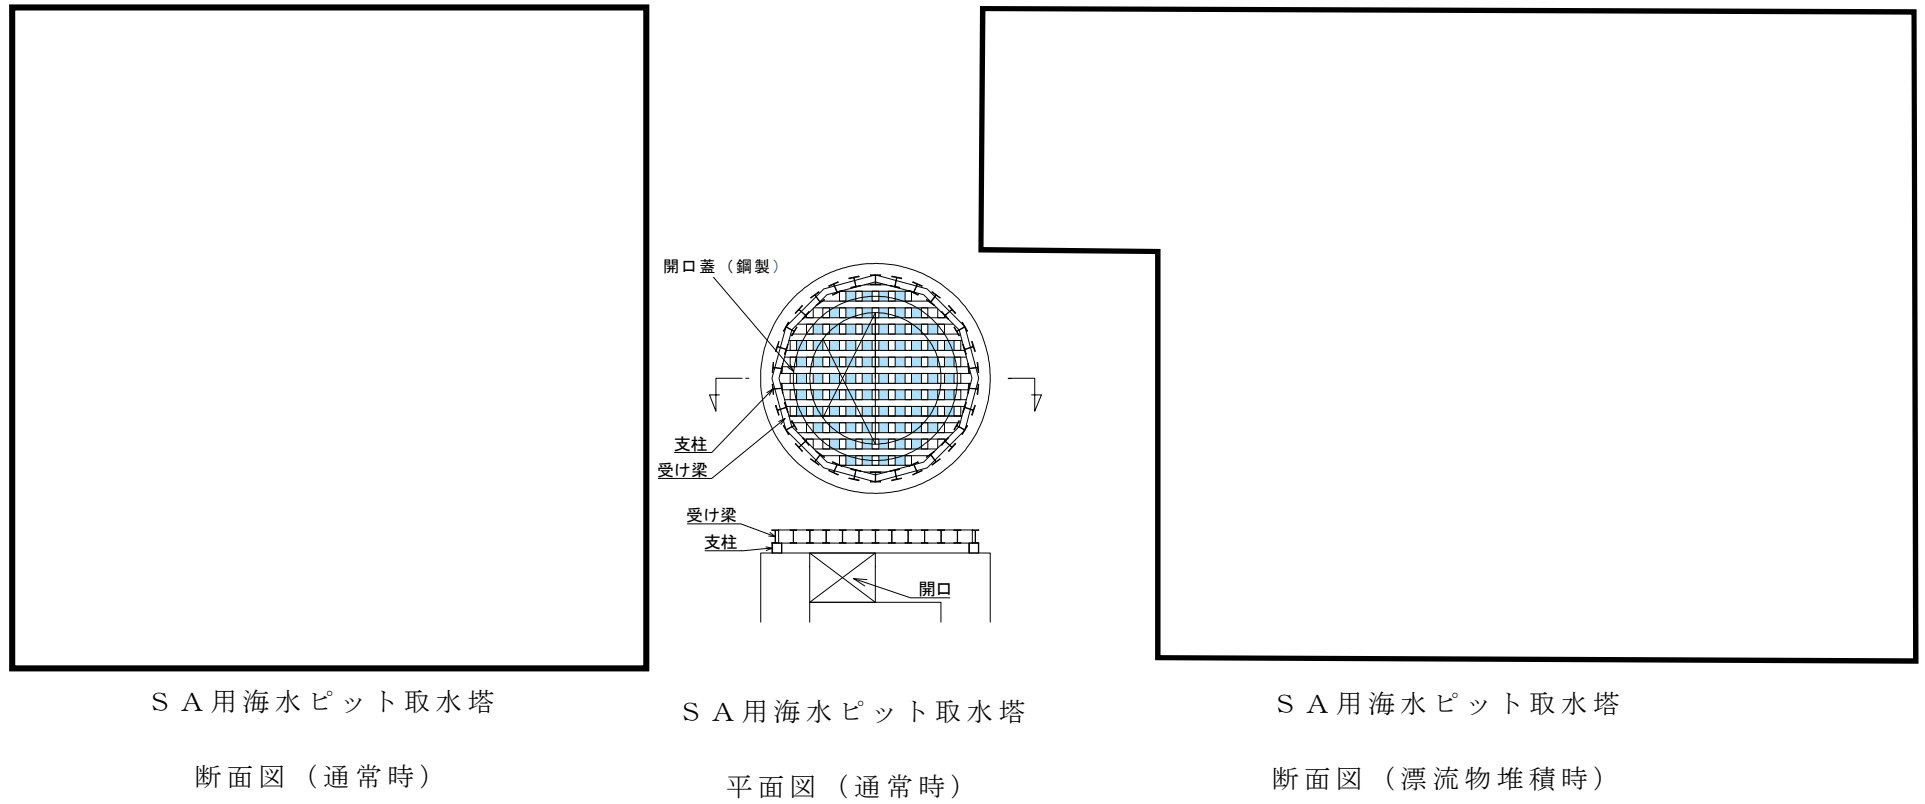 開口蓋（鋼製）
支柱
受け梁
受け梁
支柱
開口
ＳＡ用海水ピット取水塔
断面図（通常時）
ＳＡ用海水ピット取水塔
平面図（通常時）
ＳＡ用海水ピット取水塔
断面図（漂流物堆積時）